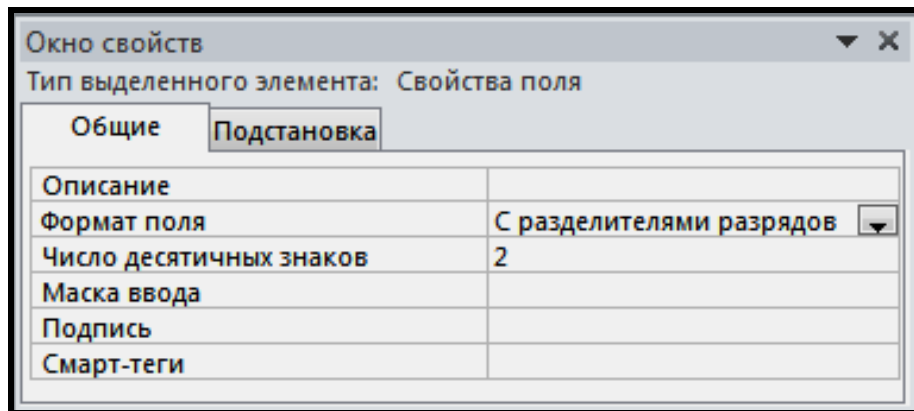 Окно свойств
Тип выделенного элемента: Свойства поля
Общие Подстановка
Описание
Формат поля С разделителями разрядов
Число десятичных знаков 2
Маска ввода
Подпись
Смарт-теги